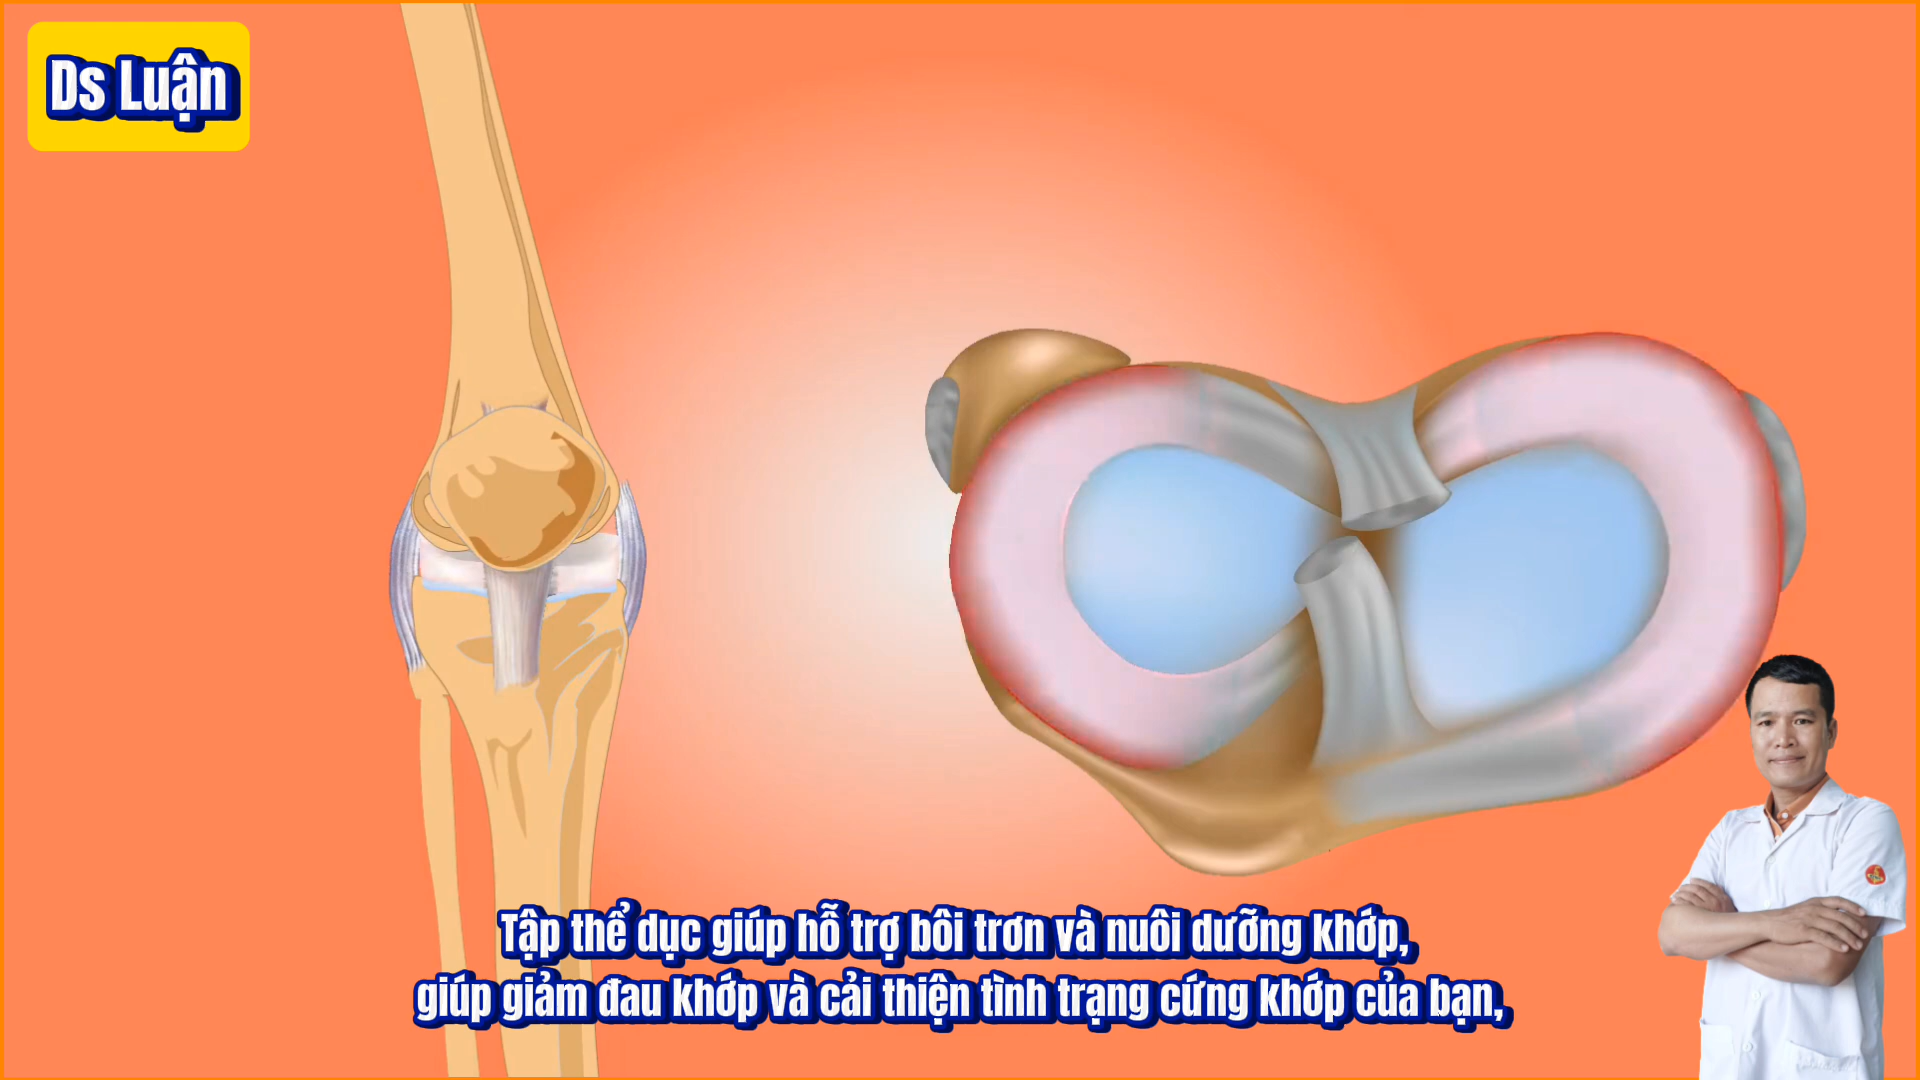 Ds Luận
Tập thể dục giúp hỗ trợ bôi trơn và nuôi dưỡng khớp,
giúp giảm đau khớp và cải thiện tình trạng cứng khớp của bạn,